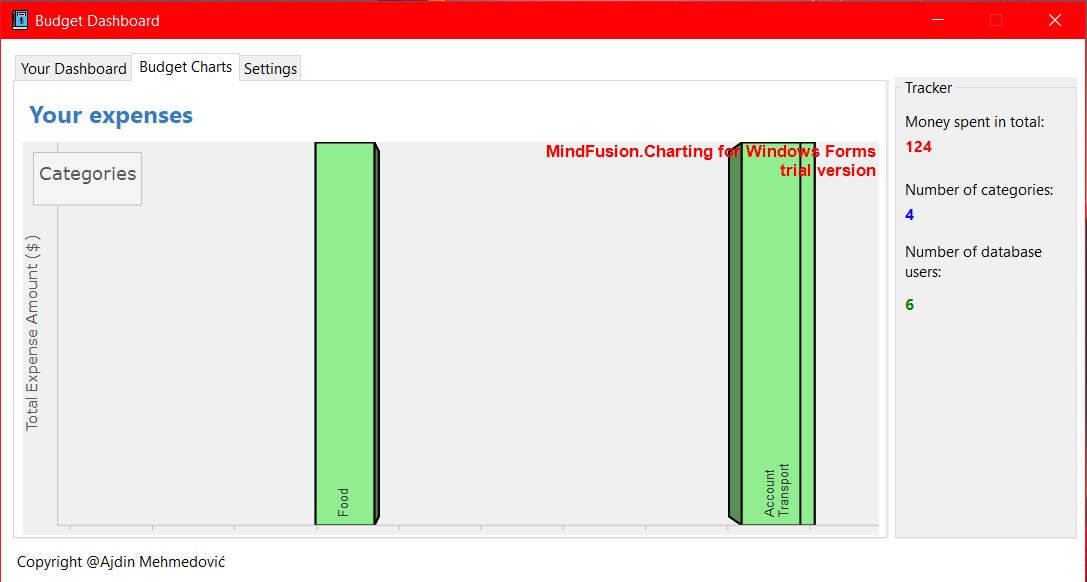 Budget Dashboard
Your Dashboard
Budget Charts
Settings
Your expenses
MindFusion.Charting for Windows Forms
trial version
Categories
Total Expense Amount ($)
Food
Account
Transport
Tracker
Money spent in total:
124
Number of categories:
4
Number of database
users:
6
Copyright @Ajdin Mehmedović